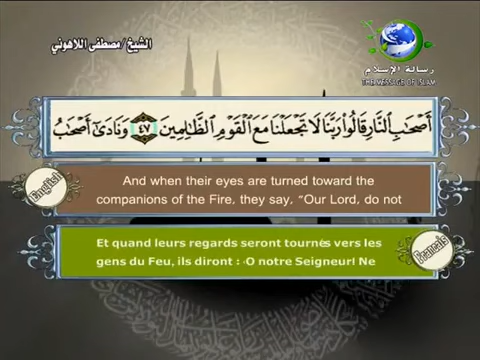 الشيخ/مصطفى اللاهوني
رسالة الإسلام
THE MESSAGE OF ISLAM
أَصْحَٰبِ ٱلنَّارِ قَالُوا۟ رَبَّنَا لَا تَجْعَلْنَا مَعَ ٱلْقَوْمِ ٱلظَّٰلِمِينَ ٤٧ وَنَادَىٰٓ أَصْحَٰبُ
English
And when their eyes are turned toward the
companions of the Fire, they say, “Our Lord, do not
Et quand leurs regards seront tournés vers les
gens du Feu, ils diront : ‹O notre Seigneur! Ne
Francais